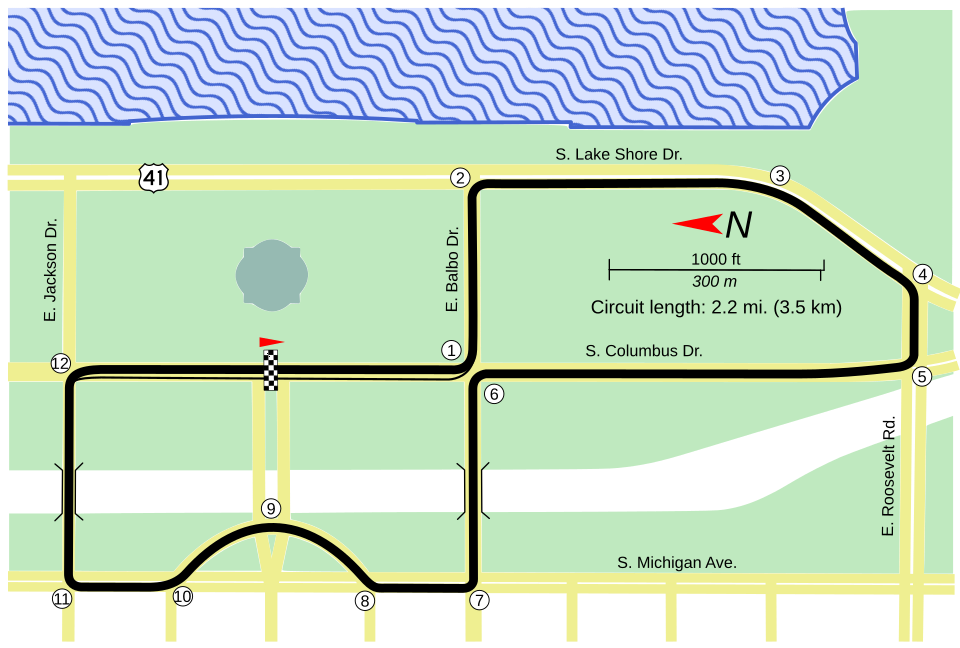 S. Lake Shore Dr.
41
2
3
E. Jackson Dr.
E. Balbo Dr.
N
1000 ft
300 m
4
Circuit length: 2.2 mi. (3.5 km)
12
1
S. Columbus Dr.
5
6
E. Roosevelt Rd.
9
S. Michigan Ave.
11
10
8
7